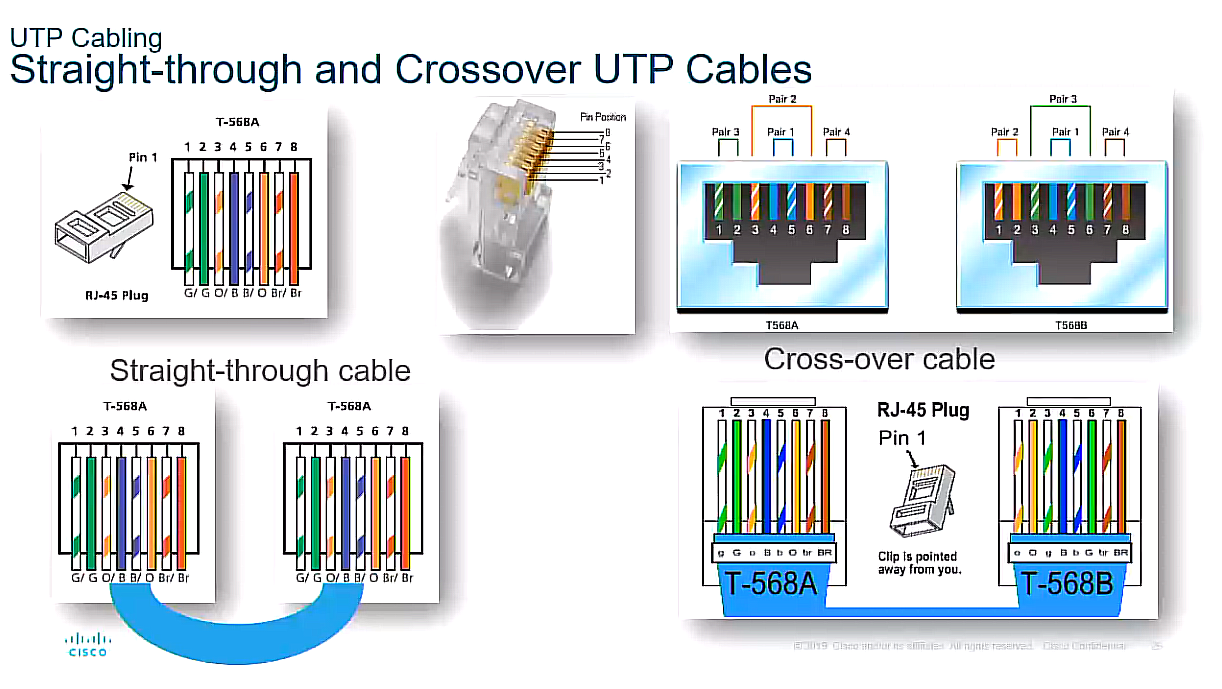 UTP Cabling
Straight-through and Crossover UTP Cables
T-568A
Pin 1
1 2 3 4 5 6 7 8
RJ-45 Plug
G/ G O/ B B/ O Br/ Br
Pin Position
8
7
6
5
4
3
2
1
Pair 2
Pair 3 Pair 1 Pair 4
1 2 3 4 5 6 7 8
T568A
Pair 3
Pair 2 Pair 1 Pair 4
1 2 3 4 5 6 7 8
T568B
Straight-through cable
T-568A
1 2 3 4 5 6 7 8
G/ G O/ B B/ O Br/ Br
T-568A
1 2 3 4 5 6 7 8
G/ G O/ B B/ O Br/ Br
Cross-over cable
1 2 3 4 5 6 7 8
g G o B b O br BR
T-568A
RJ-45 Plug
Pin 1
Clip is pointed
away from you.
1 2 3 4 5 6 7 8
o O g B b G br BR
T-568B
CISCO
©2019 Cisco and/or its affiliates. All rights reserved. Cisco Confidential